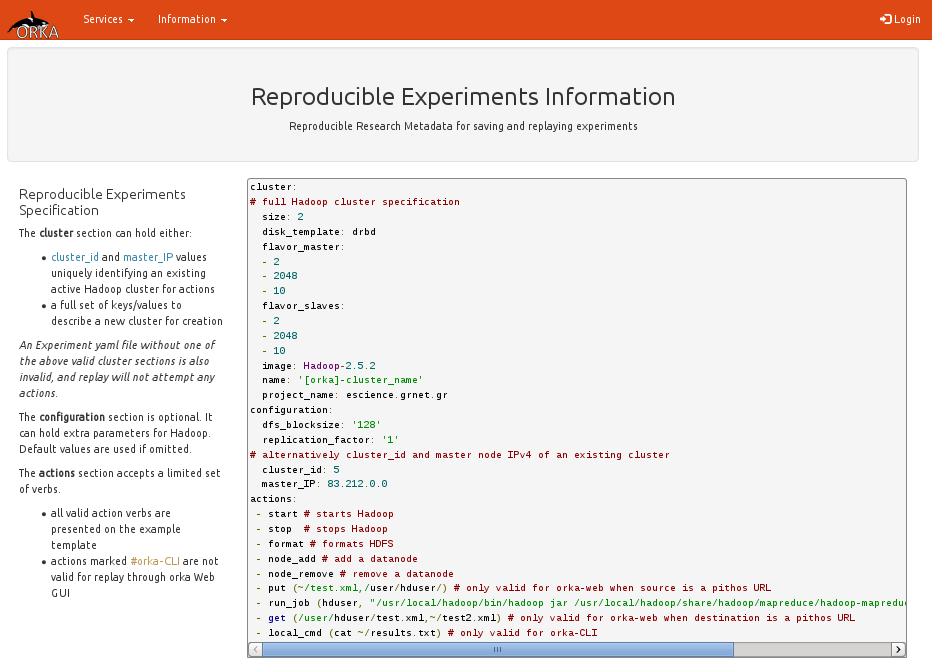 ORKA Services Information Login
Reproducible Experiments Information
Reproducible Research Metadata for saving and replaying experiments
Reproducible Experiments
Specification
The cluster section can hold either:
cluster_id and master_IP values
uniquely identifying an existing
active Hadoop cluster for actions
a full set of keys/values to
describe a new cluster for creation
An Experiment yaml file without one of
the above valid cluster sections is also
invalid, and replay will not attempt any
actions.
The configuration section is optional. It
can hold extra parameters for Hadoop.
Default values are used if omitted.
The actions section accepts a limited set
of verbs.
all valid action verbs are
presented on the example
template
actions marked #orka-CLI are not
valid for replay through orka Web
GUI
cluster:
# full Hadoop cluster specification
size: 2
disk_template: drbd
flavor_master:
- 2
- 2048
- 10
flavor_slaves:
- 2
- 2048
- 10
image: Hadoop-2.5.2
name: '[orka]-cluster_name'
project_name: escience.grnet.gr
configuration:
dfs_blocksize: '128'
replication_factor: '1'
# alternatively cluster_id and master node IPv4 of an existing cluster
cluster_id: 5
master_IP: 83.212.0.0
actions:
- start # starts Hadoop
- stop  # stops Hadoop
- format # formats HDFS
- node_add # add a datanode
- node_remove # remove a datanode
- put (~/test.xml,/user/hduser/) # only valid for orka-web when source is a pithos URL
- run_job (hduser, "/usr/local/hadoop/bin/hadoop jar /usr/local/hadoop/share/hadoop/mapreduce/hadoop-mapreduc
- get (/user/hduser/test.xml,~/test2.xml) # only valid for orka-web when destination is a pithos URL
- local_cmd (cat ~/results.txt) # only valid for orka-CLI